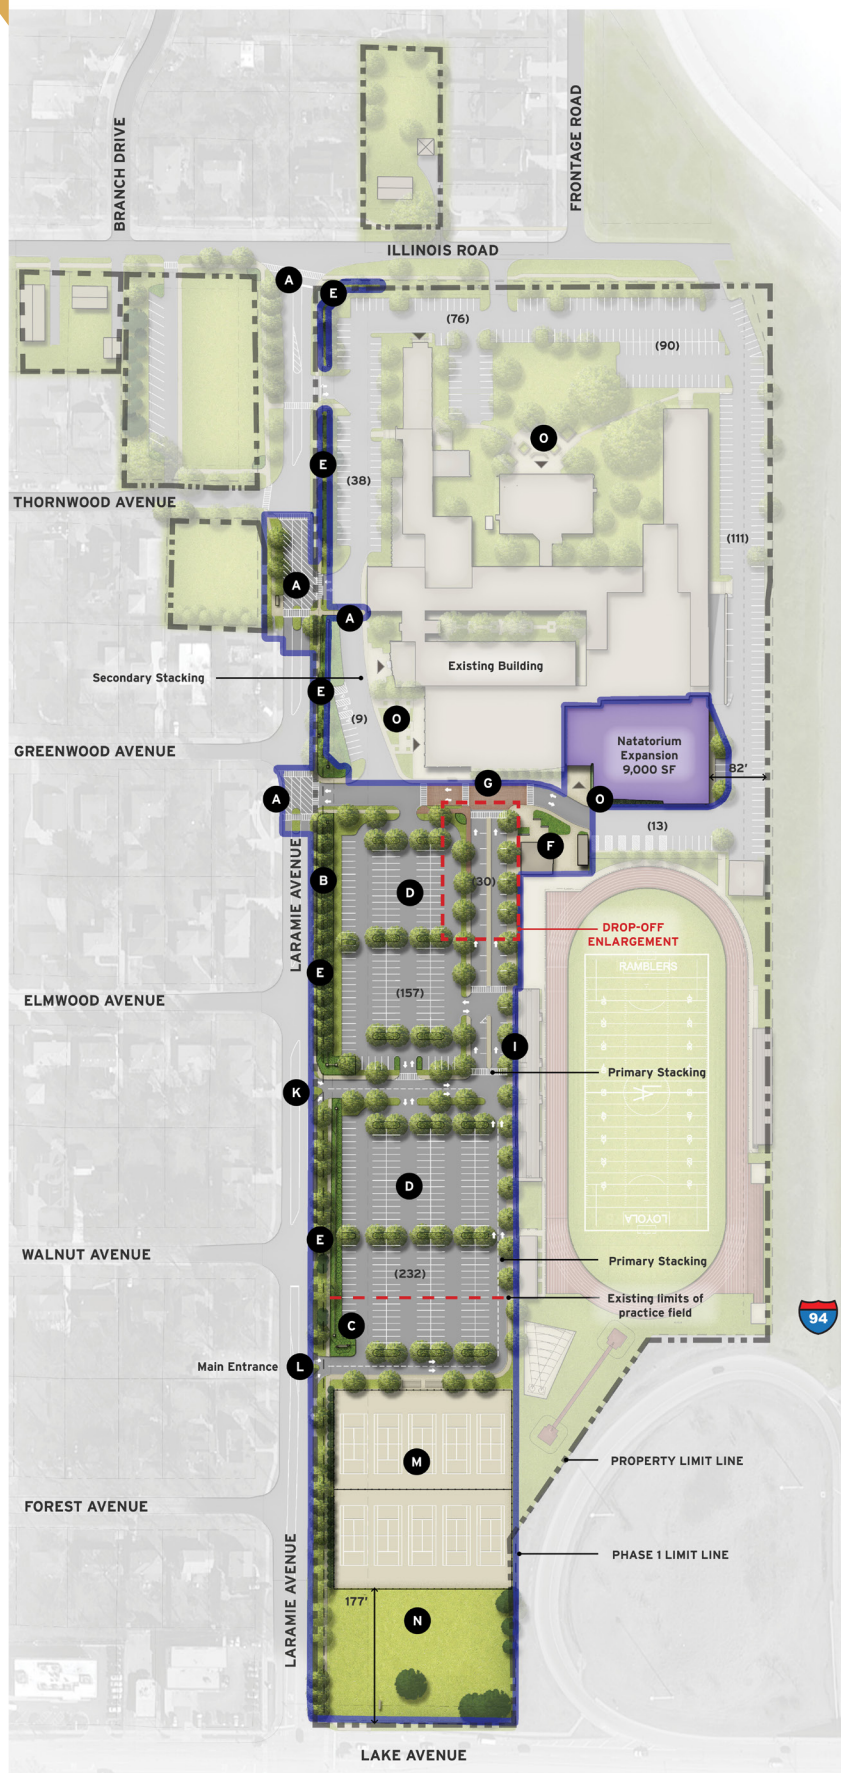 BRANCH DRIVE
FRONTAGE ROAD
ILLINOIS ROAD
A
E
(76)
(90)
O
E
(38)
THORNWOOD AVENUE
(111)
A
A
Existing Building
Secondary Stacking
E
(9)
O
GREENWOOD AVENUE
Natatorium
Expansion
9,000 SF
82'
G
A
O
(13)
F
LARAMIE AVENUE
B
D
(30)
DROP-OFF
ENLARGEMENT
E
RAMBLERS
(157)
ELMWOOD AVENUE
I
Primary Stacking
K
LA
D
LOYOLA
E
WALNUT AVENUE
Primary Stacking
(232)
Existing limits of
practice field
94
C
Main Entrance
L
M
PROPERTY LIMIT LINE
FOREST AVENUE
PHASE 1 LIMIT LINE
LARAMIE AVENUE
177'
N
LAKE AVENUE